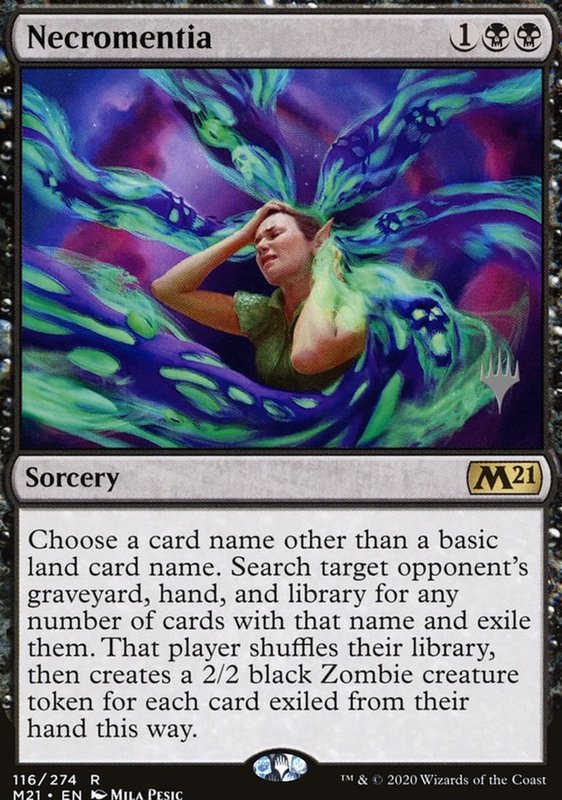 Necromentia 1
Sorcery M21
Choose a card name other than a basic
land card name. Search target opponent's
graveyard, hand, and library for any
number of cards with that name and exile
them. That player shuffles their library,
then creates a 2/2 black Zombie creature
token for each card exiled from their
hand this way.
116/274 R ™ & © 2020 Wizards of the Coast
M21 • EN Mila Pesic